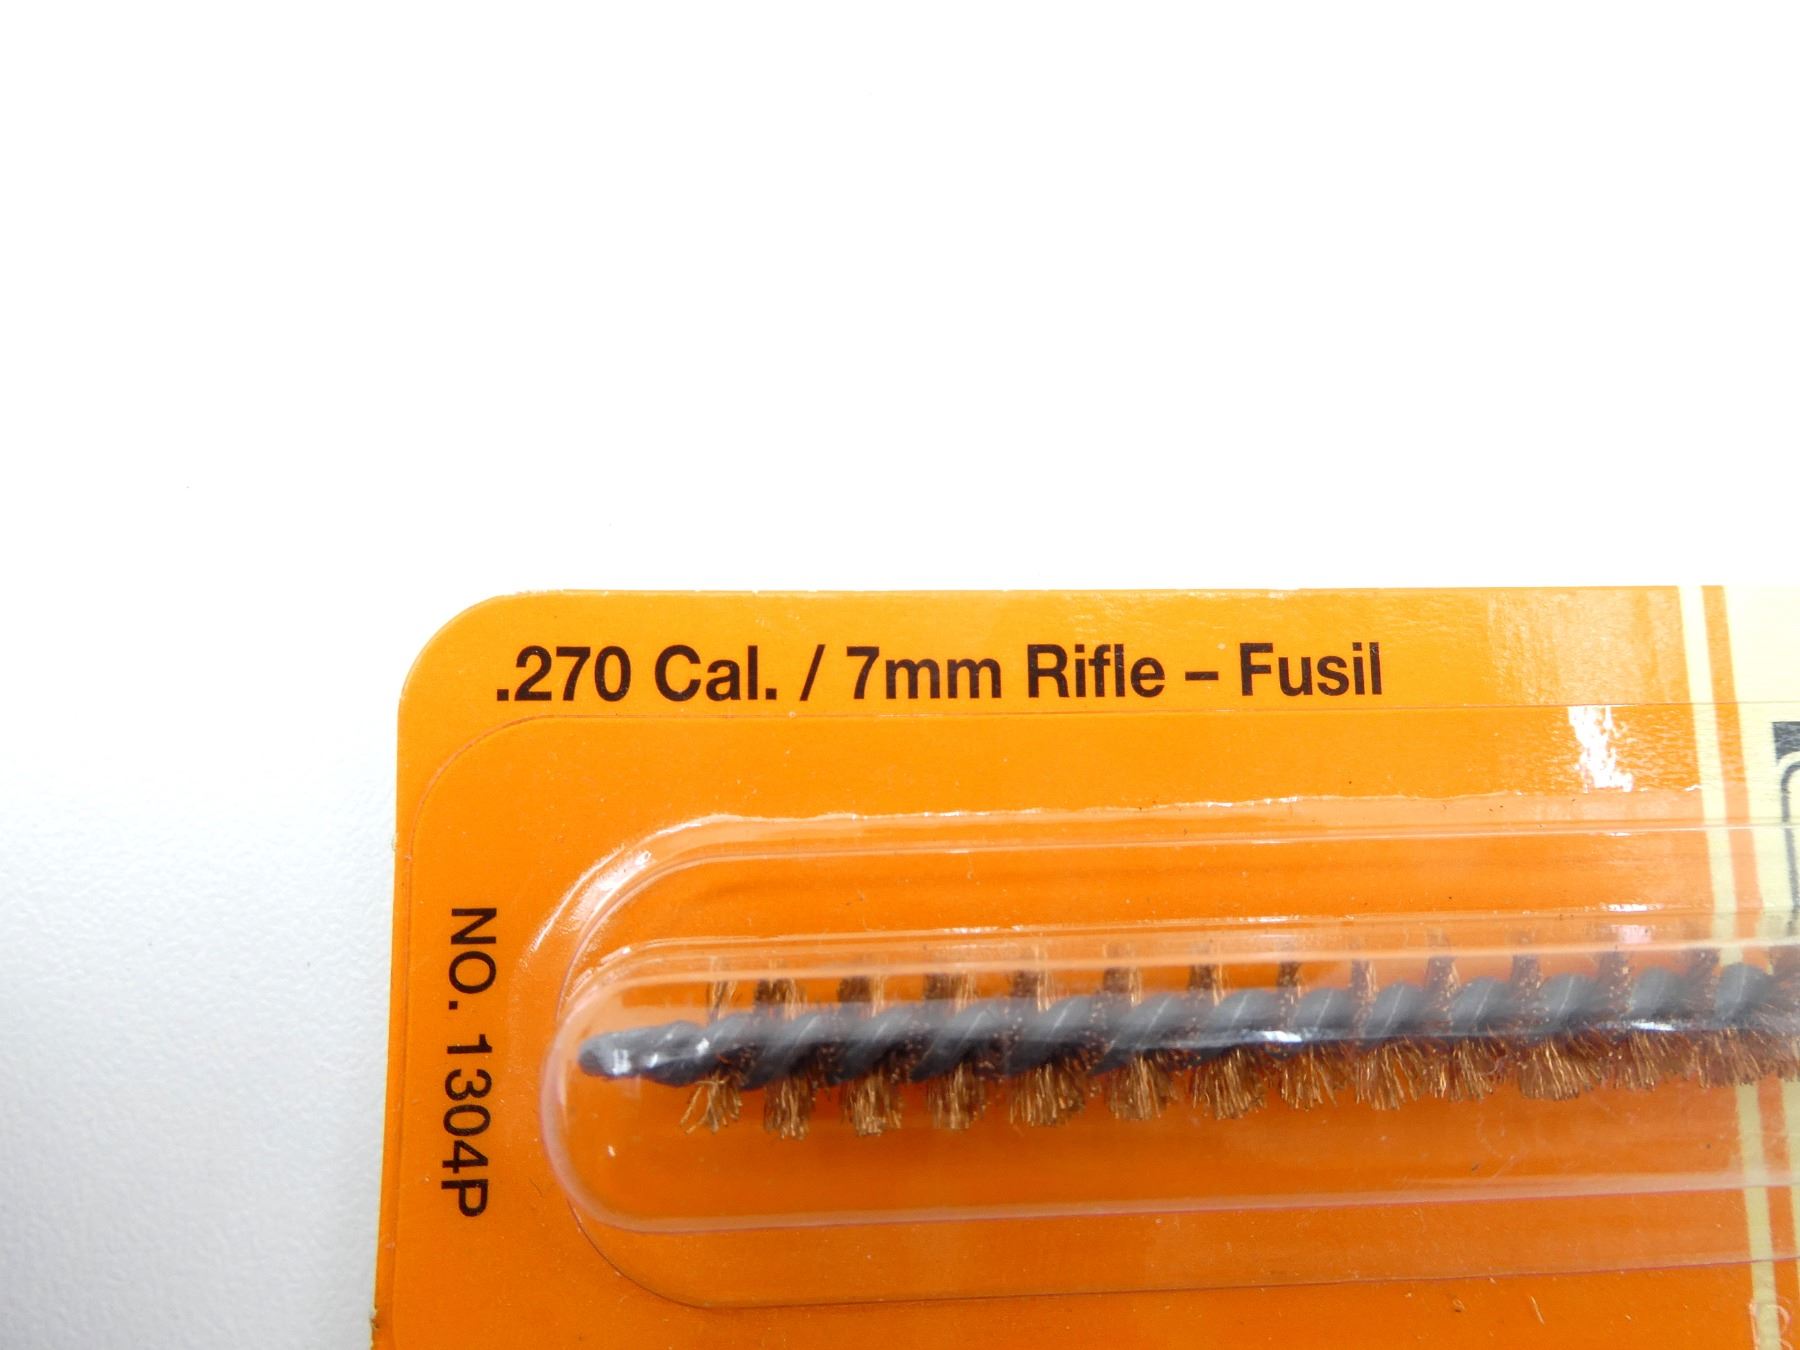 .270 Cal. / 7mm Rifle – Fusil
NO. 1304P